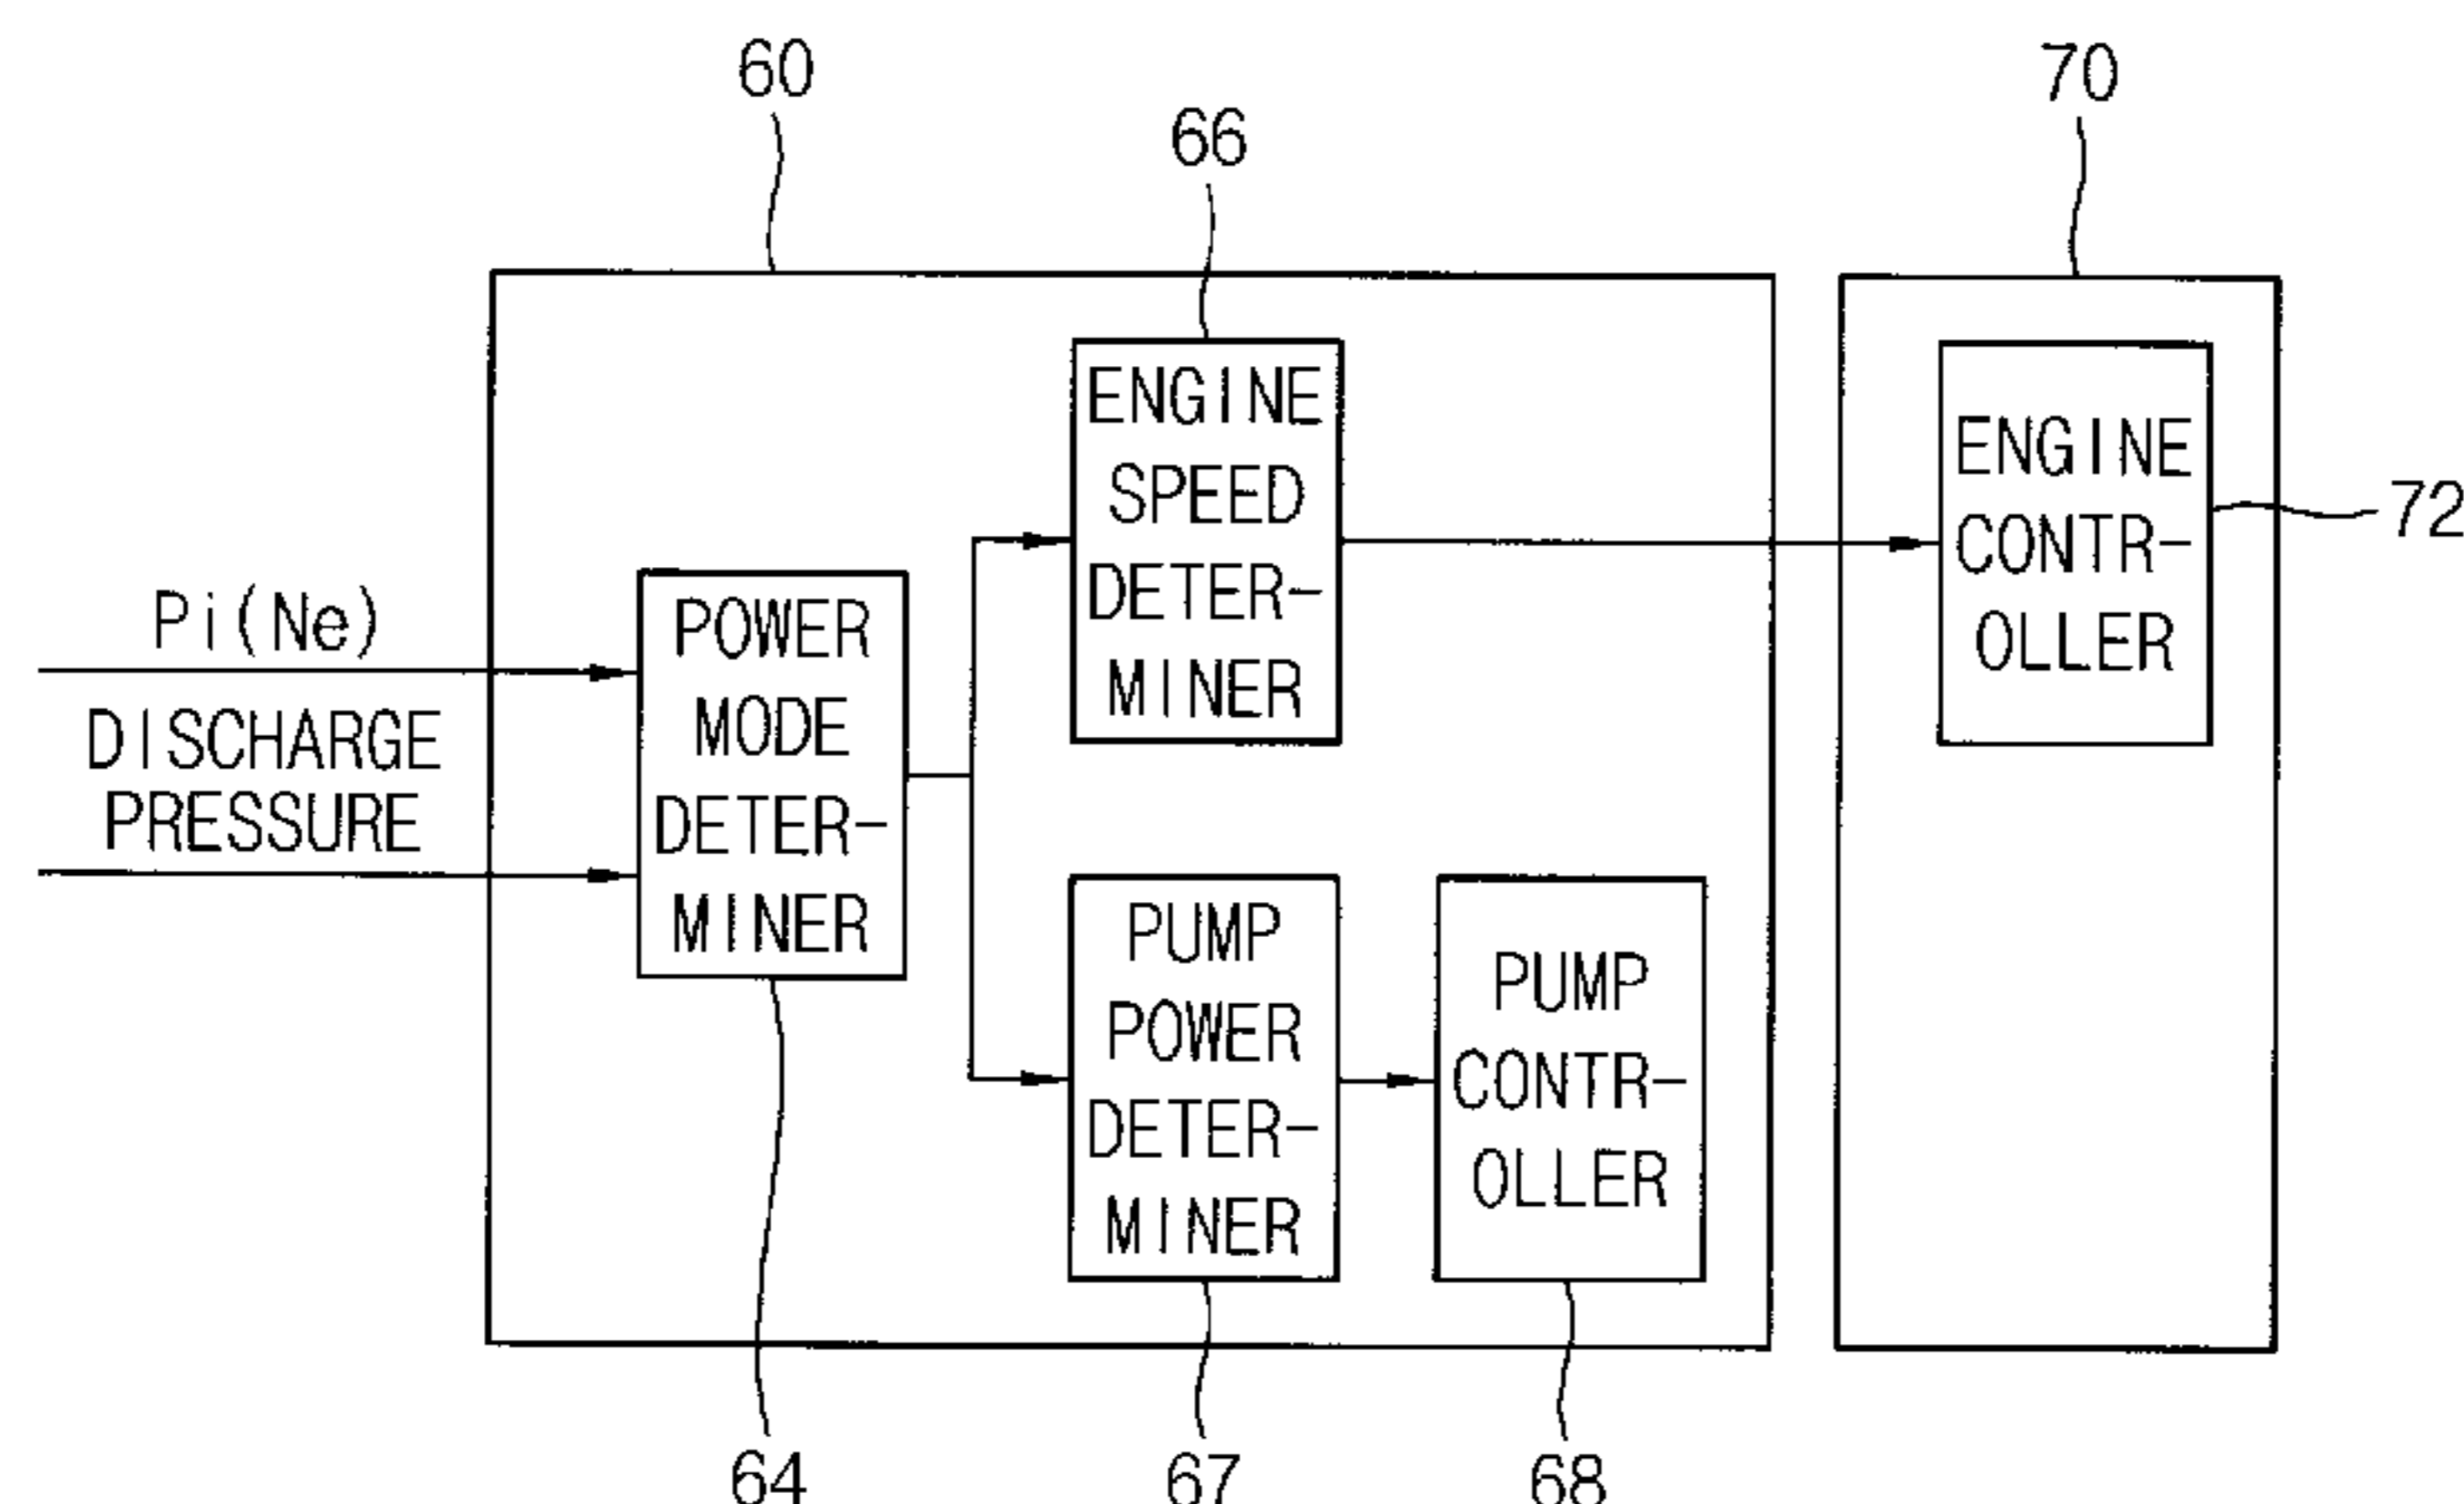 60
70
66
ENGINE
SPEED
DETER-
MINER
ENGINE
CONTR-
OLLER
72
Pi(Ne)
DISCHARGE
PRESSURE
POWER
MODE
DETER-
MINER
PUMP
POWER
DETER-
MINER
PUMP
CONTR-
OLLER
64
67
68